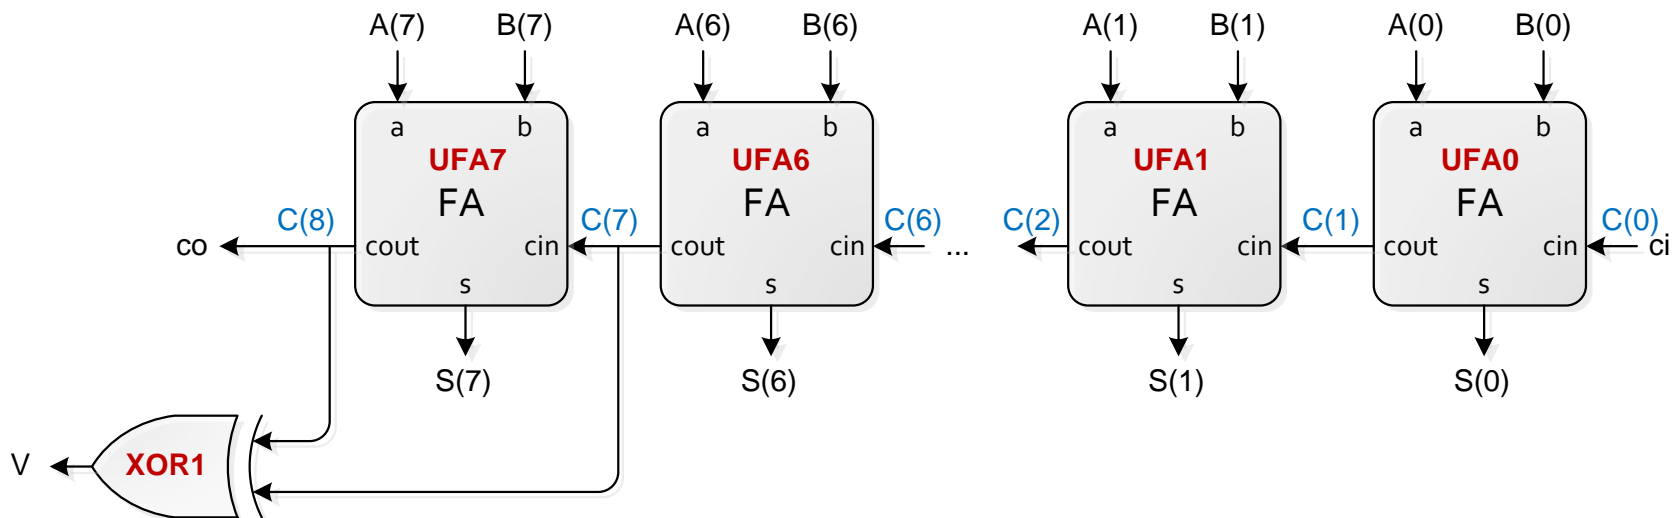 A(7) B(7) A(6) B(6) A(1) B(1) A(0) B(0)
a b a b a b a b
UFA7 UFA6 UFA1 UFA0
FA FA FA FA
C(8) C(7) C(6) C(2) C(1) C(0)
co cout cin cout cin ... cout cin cout cin ci
s s s s
S(7) S(6) S(1) S(0)
V XOR1